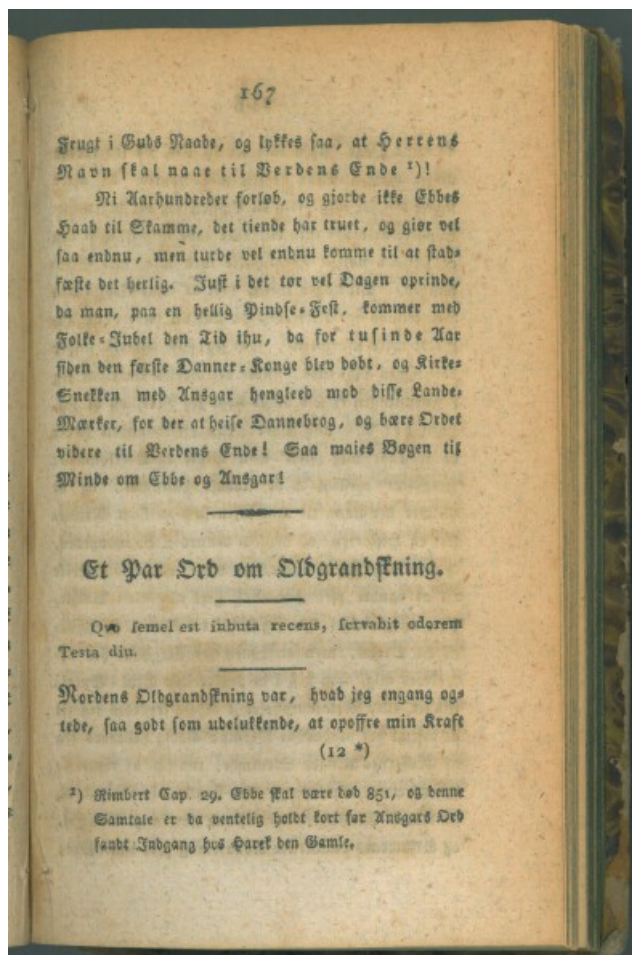 167
Frugt i Guds Naade, og lykkes saa, at Herrens
Navn skal naae til Verdens Ende ¹)!
Ni Aarhundreder forløb, og gjorde ikke Ebbes
Haab til Skamme, det tiende har truet, og giør vel
saa endnu, men turde vel endnu komme til at stad-
fæste det herlig. Just i det tør vel Dagen oprinde,
da man, paa en hellig Pindse-Fest, kommer med
Folke-Jubel den Tid ihu, da for tusinde Aar
siden den første Danner-Konge blev døbt, og Kirke-
Snekken med Ansgar hengleed mod disse Lande-
Mærker, for der at heise Dannebrog, og bære Ordet
videre til Verdens Ende! Saa maies Bøgen til
Minde om Ebbe og Ansgar!
Et Par Ord om Oldgrandskning.
Qvo semel est inbuta recens, servabit odorem
Testa diu.
Nordens Oldgrandskning var, hvad jeg engang ag-
tede, saa godt som udelukkende, at opoffre min Kraft
(12 *)
¹) Rimbert Cap. 29. Ebbe skal være død 851, og denne
Samtale er da ventelig holdt kort før Ansgars Ord
fandt Indgang hos Harek den Gamle.